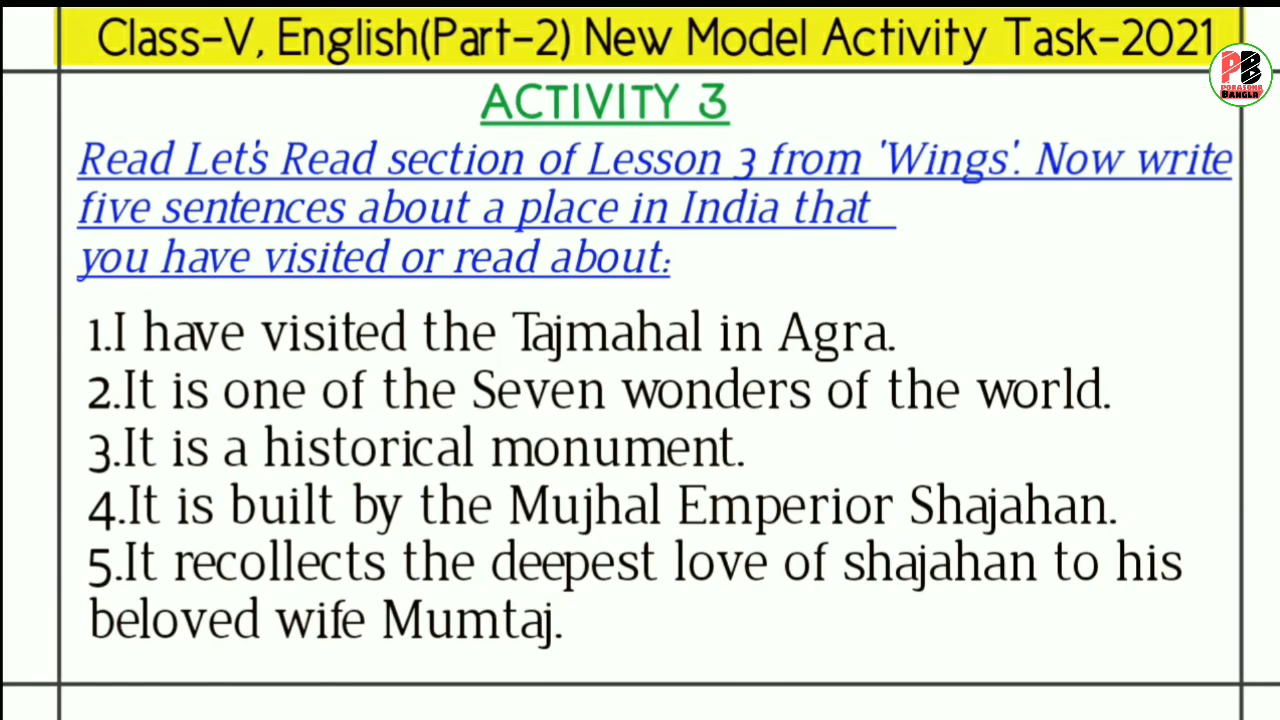 Class-V, English(Part-2) New Model Activity Task-2021
PB
PORASONA
BANGLA
ACTIVITY 3
Read Let's Read section of Lesson 3 from 'Wings'. Now write
five sentences about a place in India that
you have visited or read about:
1.I have visited the Tajmahal in Agra.
2.It is one of the Seven wonders of the world.
3.It is a historical monument.
4.It is built by the Mujhal Emperior Shajahan.
5.It recollects the deepest love of shajahan to his
beloved wife Mumtaj.